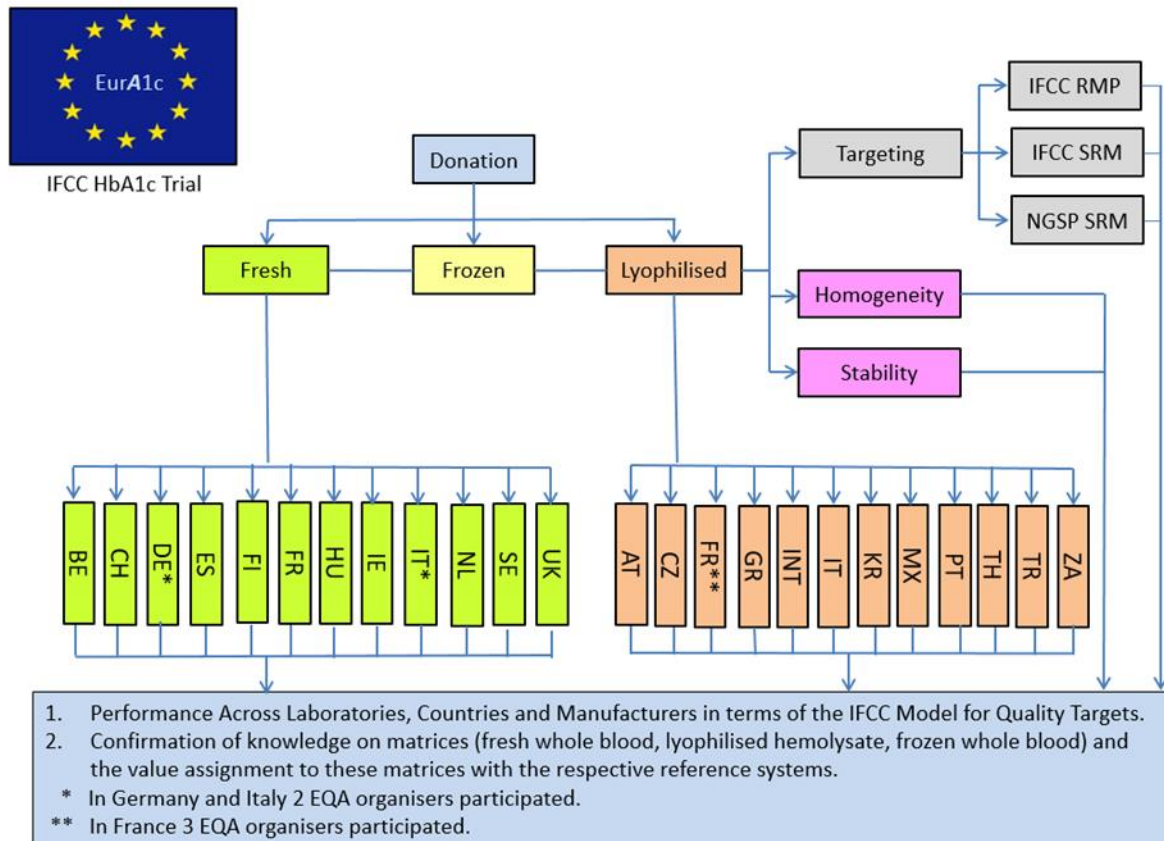 EurA1c
IFCC HbA1c Trial
Donation
Fresh
Frozen
Lyophilised
Targeting
IFCC RMP
IFCC SRM
NGSP SRM
Homogeneity
Stability
BE
CH
DE*
ES
FI
FR
HU
IE
IT*
NL
SE
UK
AT
CZ
FR**
GR
INT
IT
KR
MX
PT
TH
TR
ZA
1. Performance Across Laboratories, Countries and Manufacturers in terms of the IFCC Model for Quality Targets.
2. Confirmation of knowledge on matrices (fresh whole blood, lyophilised hemolysate, frozen whole blood) and
the value assignment to these matrices with the respective reference systems.
* In Germany and Italy 2 EQA organisers participated.
** In France 3 EQA organisers participated.